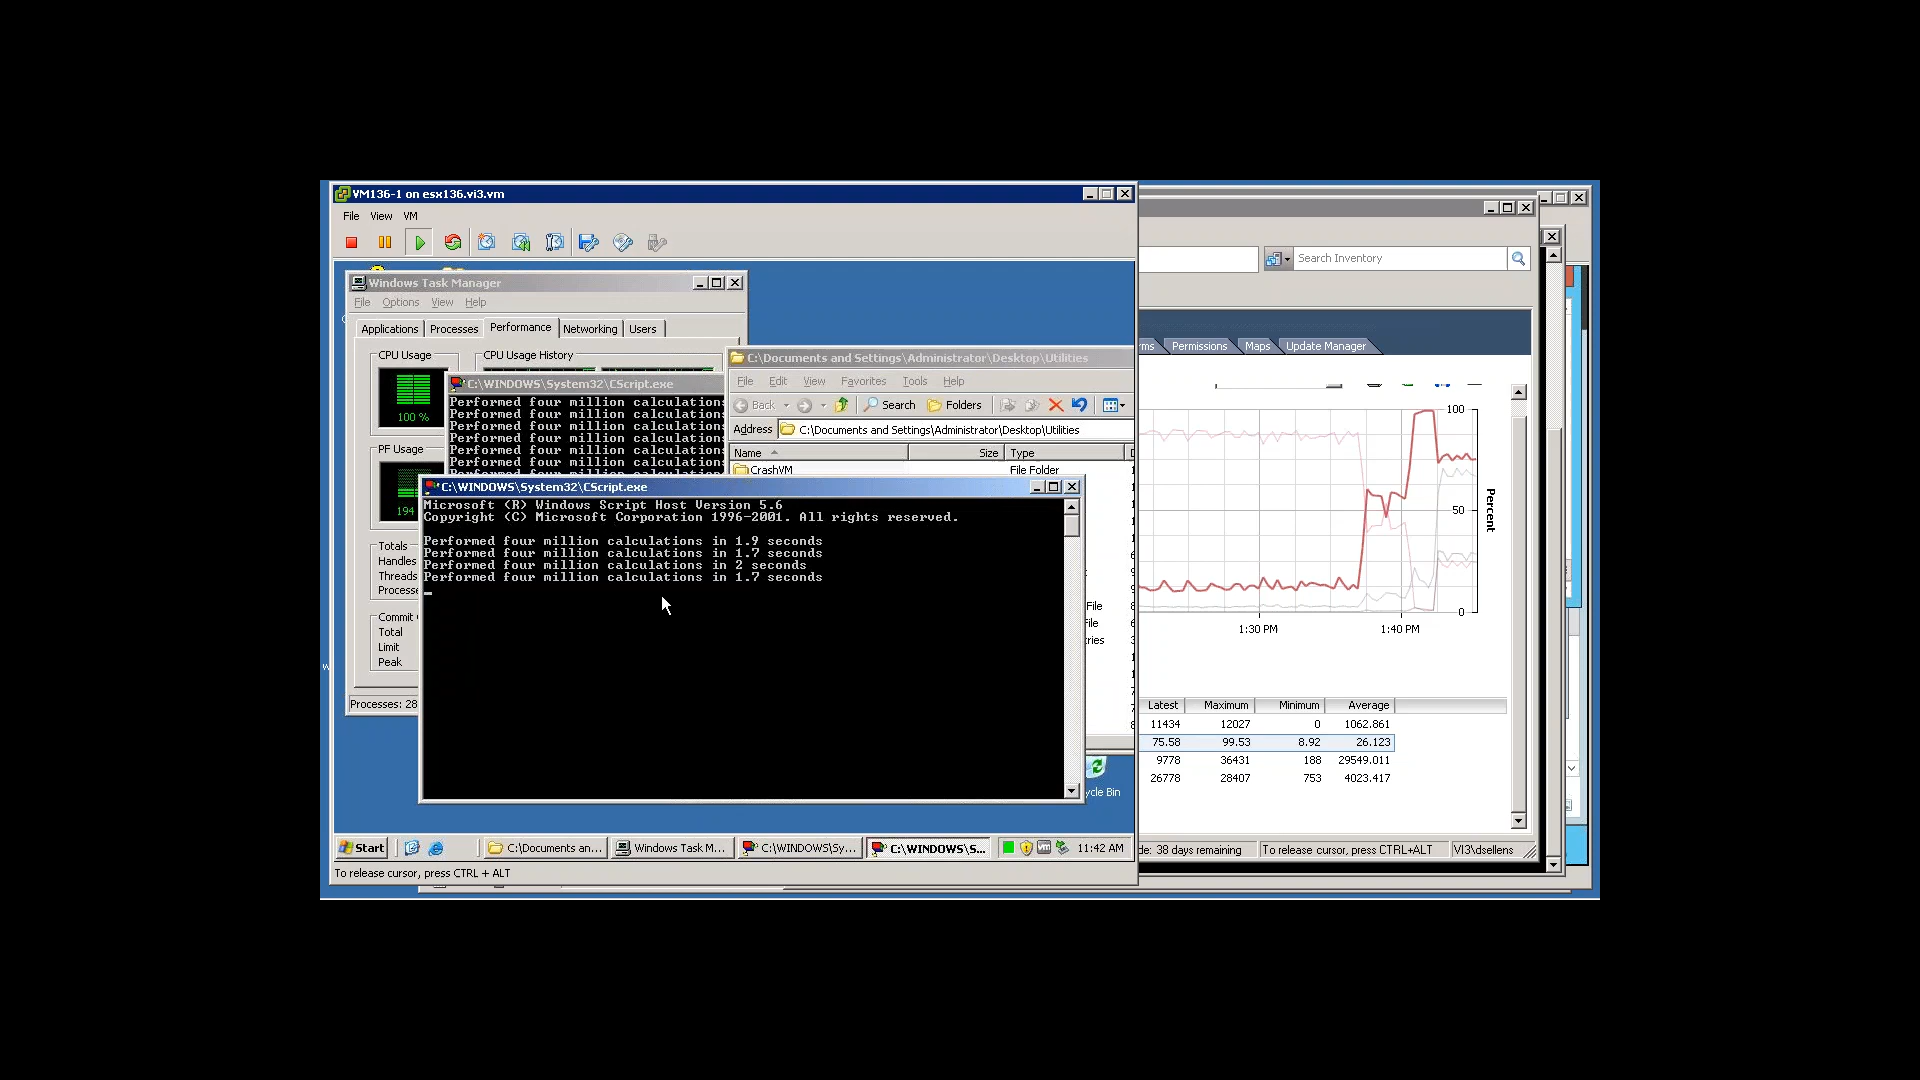 VM136-1 on esx136.vi3.vm
File View VM
Windows Task Manager
File Options View Help
Applications Processes Performance Networking Users
CPU Usage CPU Usage History
100 %
PF Usage
194
Totals
Handles
Threads
Processe
Commit
Total
Limit
Peak
Processes: 28
C:\WINDOWS\System32\CScript.exe
Performed four million calculations
Performed four million calculations
Performed four million calculations
Performed four million calculations
Performed four million calculations
Performed four million calculations
C:\Documents and Settings\Administrator\Desktop\Utilities
File Edit View Favorites Tools Help
Back Search Folders
Address C:\Documents and Settings\Administrator\Desktop\Utilities
Name Size Type
CrashVM File Folder
File
File
ries
C:\WINDOWS\System32\CScript.exe
Microsoft (R) Windows Script Host Version 5.6
Copyright (C) Microsoft Corporation 1996-2001. All rights reserved.
Performed four million calculations in 1.9 seconds
Performed four million calculations in 1.7 seconds
Performed four million calculations in 2 seconds
Performed four million calculations in 1.7 seconds
ycle Bin
Start C:\Documents an... Windows Task M... C:\WINDOWS\Sy... C:\WINDOWS\S... 11:42 AM
To release cursor, press CTRL + ALT
Search Inventory
ms Permissions Maps Update Manager
100
50
0
Percent
1:30 PM 1:40 PM
Latest Maximum Minimum Average
11434 12027 0 1062.861
75.58 99.53 8.92 26.123
9778 36431 188 29549.011
26778 28407 753 4023.417
de: 38 days remaining To release cursor, press CTRL+ALT VI3\dsellens